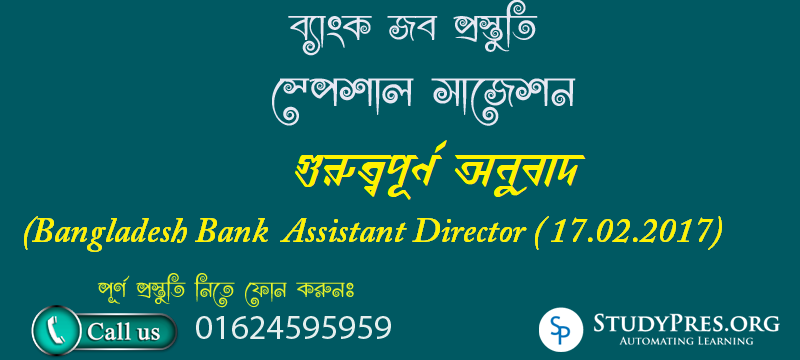 ব্যাংক জব প্রস্তুতি
স্পেশাল সাজেশন
গুরুত্বপূর্ন অনুবাদ
(Bangladesh Bank Assistant Director ( 17.02.2017)
পূর্ণ প্রস্তুতি নিতে ফোন করুনঃ
Call us 01624595959
SP StudyPres.org
Automating Learning